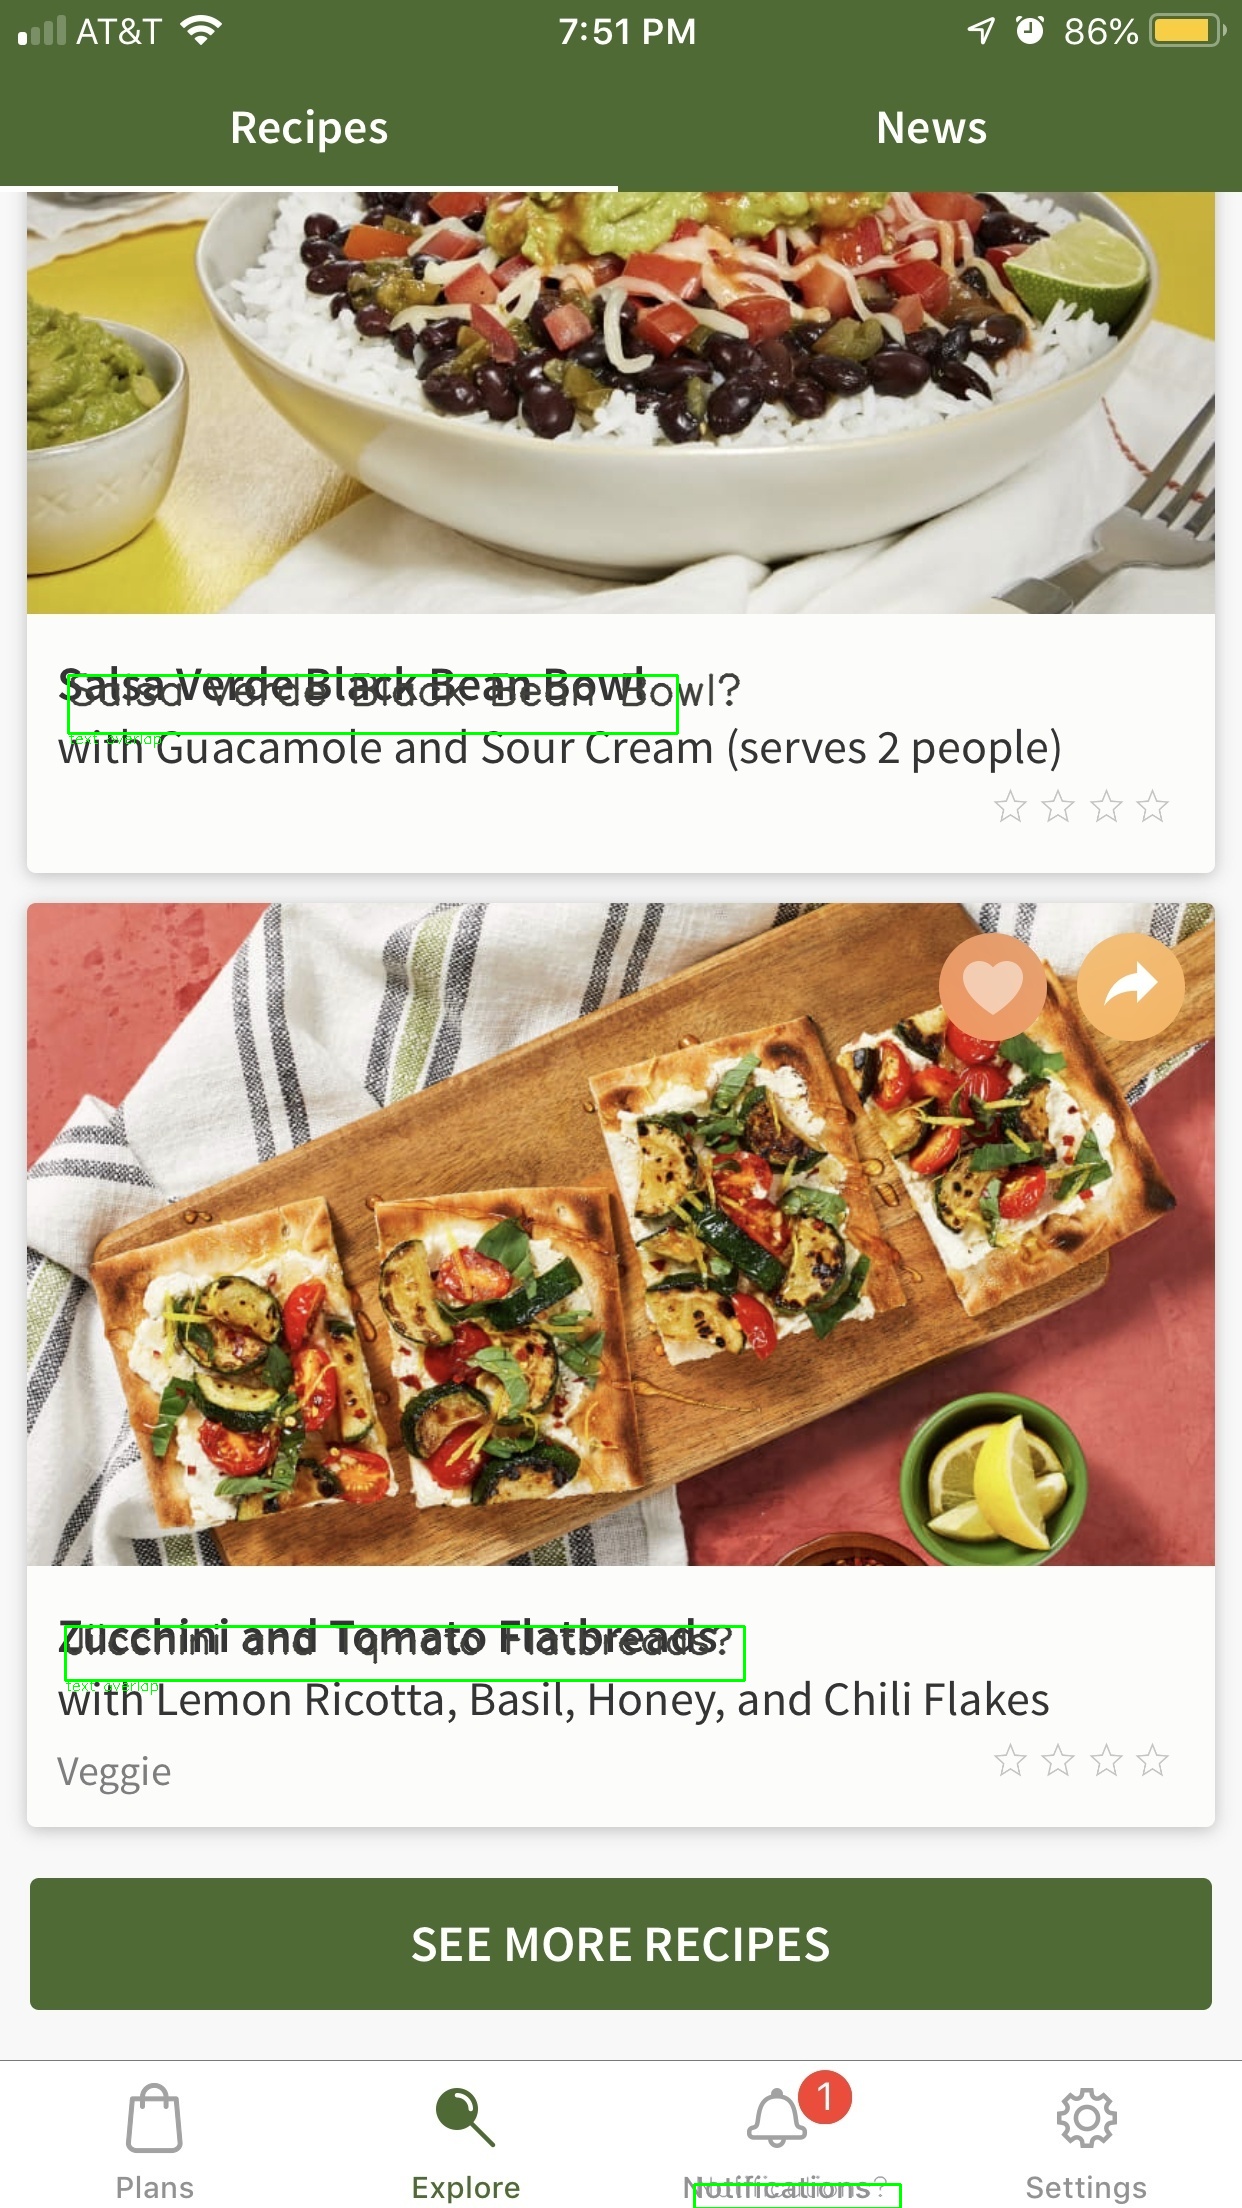 AT&T 7:51 PM 86%
Recipes News
Salsa Verde Black Bean Bowl
Salsa Verde Black Bean Bowl?
text overlap
with Guacamole and Sour Cream (serves 2 people)
Zucchini and Tomato Flatbreads
Zucchini and Tomato Flatbreads?
text overlap
with Lemon Ricotta, Basil, Honey, and Chili Flakes
Veggie
SEE MORE RECIPES
1
Plans Explore Notifications Settings
Notifications?